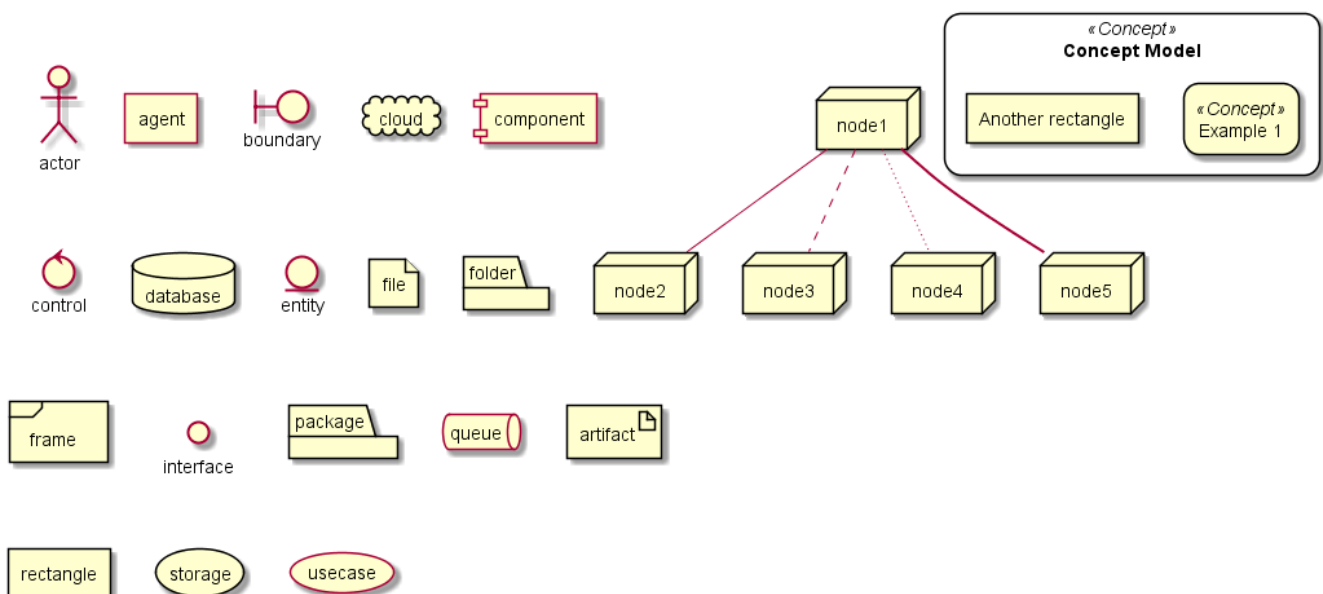 «Concept»
Concept Model
actor
agent
boundary
cloud
component
node1
Another rectangle
«Concept»
Example 1
control
database
entity
file
folder
node2
node3
node4
node5
frame
interface
package
queue
artifact
rectangle
storage
usecase